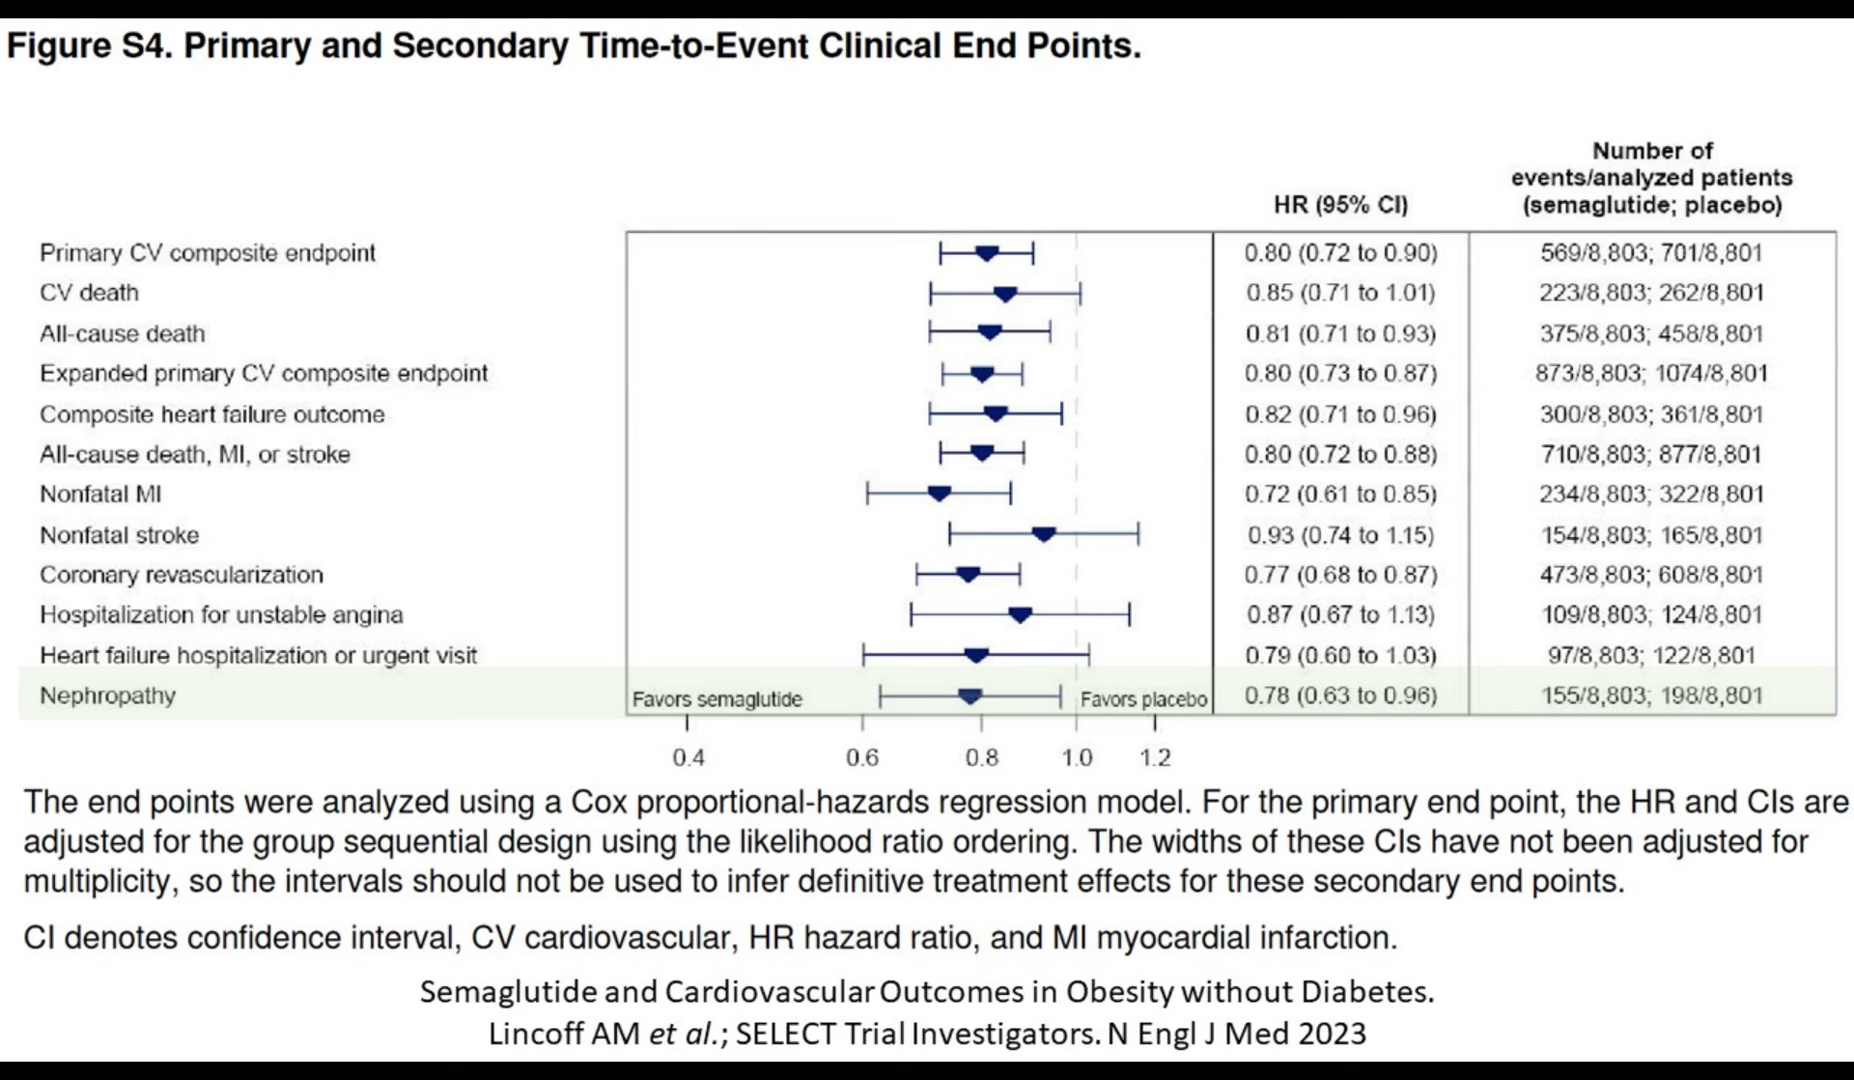 Figure S4. Primary and Secondary Time-to-Event Clinical End Points.
Number of
events/analyzed patients
HR (95% CI) (semaglutide; placebo)
Primary CV composite endpoint 0.80 (0.72 to 0.90) 569/8,803; 701/8,801
CV death 0.85 (0.71 to 1.01) 223/8,803; 262/8,801
All-cause death 0.81 (0.71 to 0.93) 375/8,803; 458/8,801
Expanded primary CV composite endpoint 0.80 (0.73 to 0.87) 873/8,803; 1074/8,801
Composite heart failure outcome 0.82 (0.71 to 0.96) 300/8,803; 361/8,801
All-cause death, MI, or stroke 0.80 (0.72 to 0.88) 710/8,803; 877/8,801
Nonfatal MI 0.72 (0.61 to 0.85) 234/8,803; 322/8,801
Nonfatal stroke 0.93 (0.74 to 1.15) 154/8,803; 165/8,801
Coronary revascularization 0.77 (0.68 to 0.87) 473/8,803; 608/8,801
Hospitalization for unstable angina 0.87 (0.67 to 1.13) 109/8,803; 124/8,801
Heart failure hospitalization or urgent visit 0.79 (0.60 to 1.03) 97/8,803; 122/8,801
Nephropathy Favors semaglutide Favors placebo 0.78 (0.63 to 0.96) 155/8,803; 198/8,801
0.4 0.6 0.8 1.0 1.2
The end points were analyzed using a Cox proportional-hazards regression model. For the primary end point, the HR and CIs are
adjusted for the group sequential design using the likelihood ratio ordering. The widths of these CIs have not been adjusted for
multiplicity, so the intervals should not be used to infer definitive treatment effects for these secondary end points.
CI denotes confidence interval, CV cardiovascular, HR hazard ratio, and MI myocardial infarction.
Semaglutide and Cardiovascular Outcomes in Obesity without Diabetes.
Lincoff AM et al.; SELECT Trial Investigators. N Engl J Med 2023